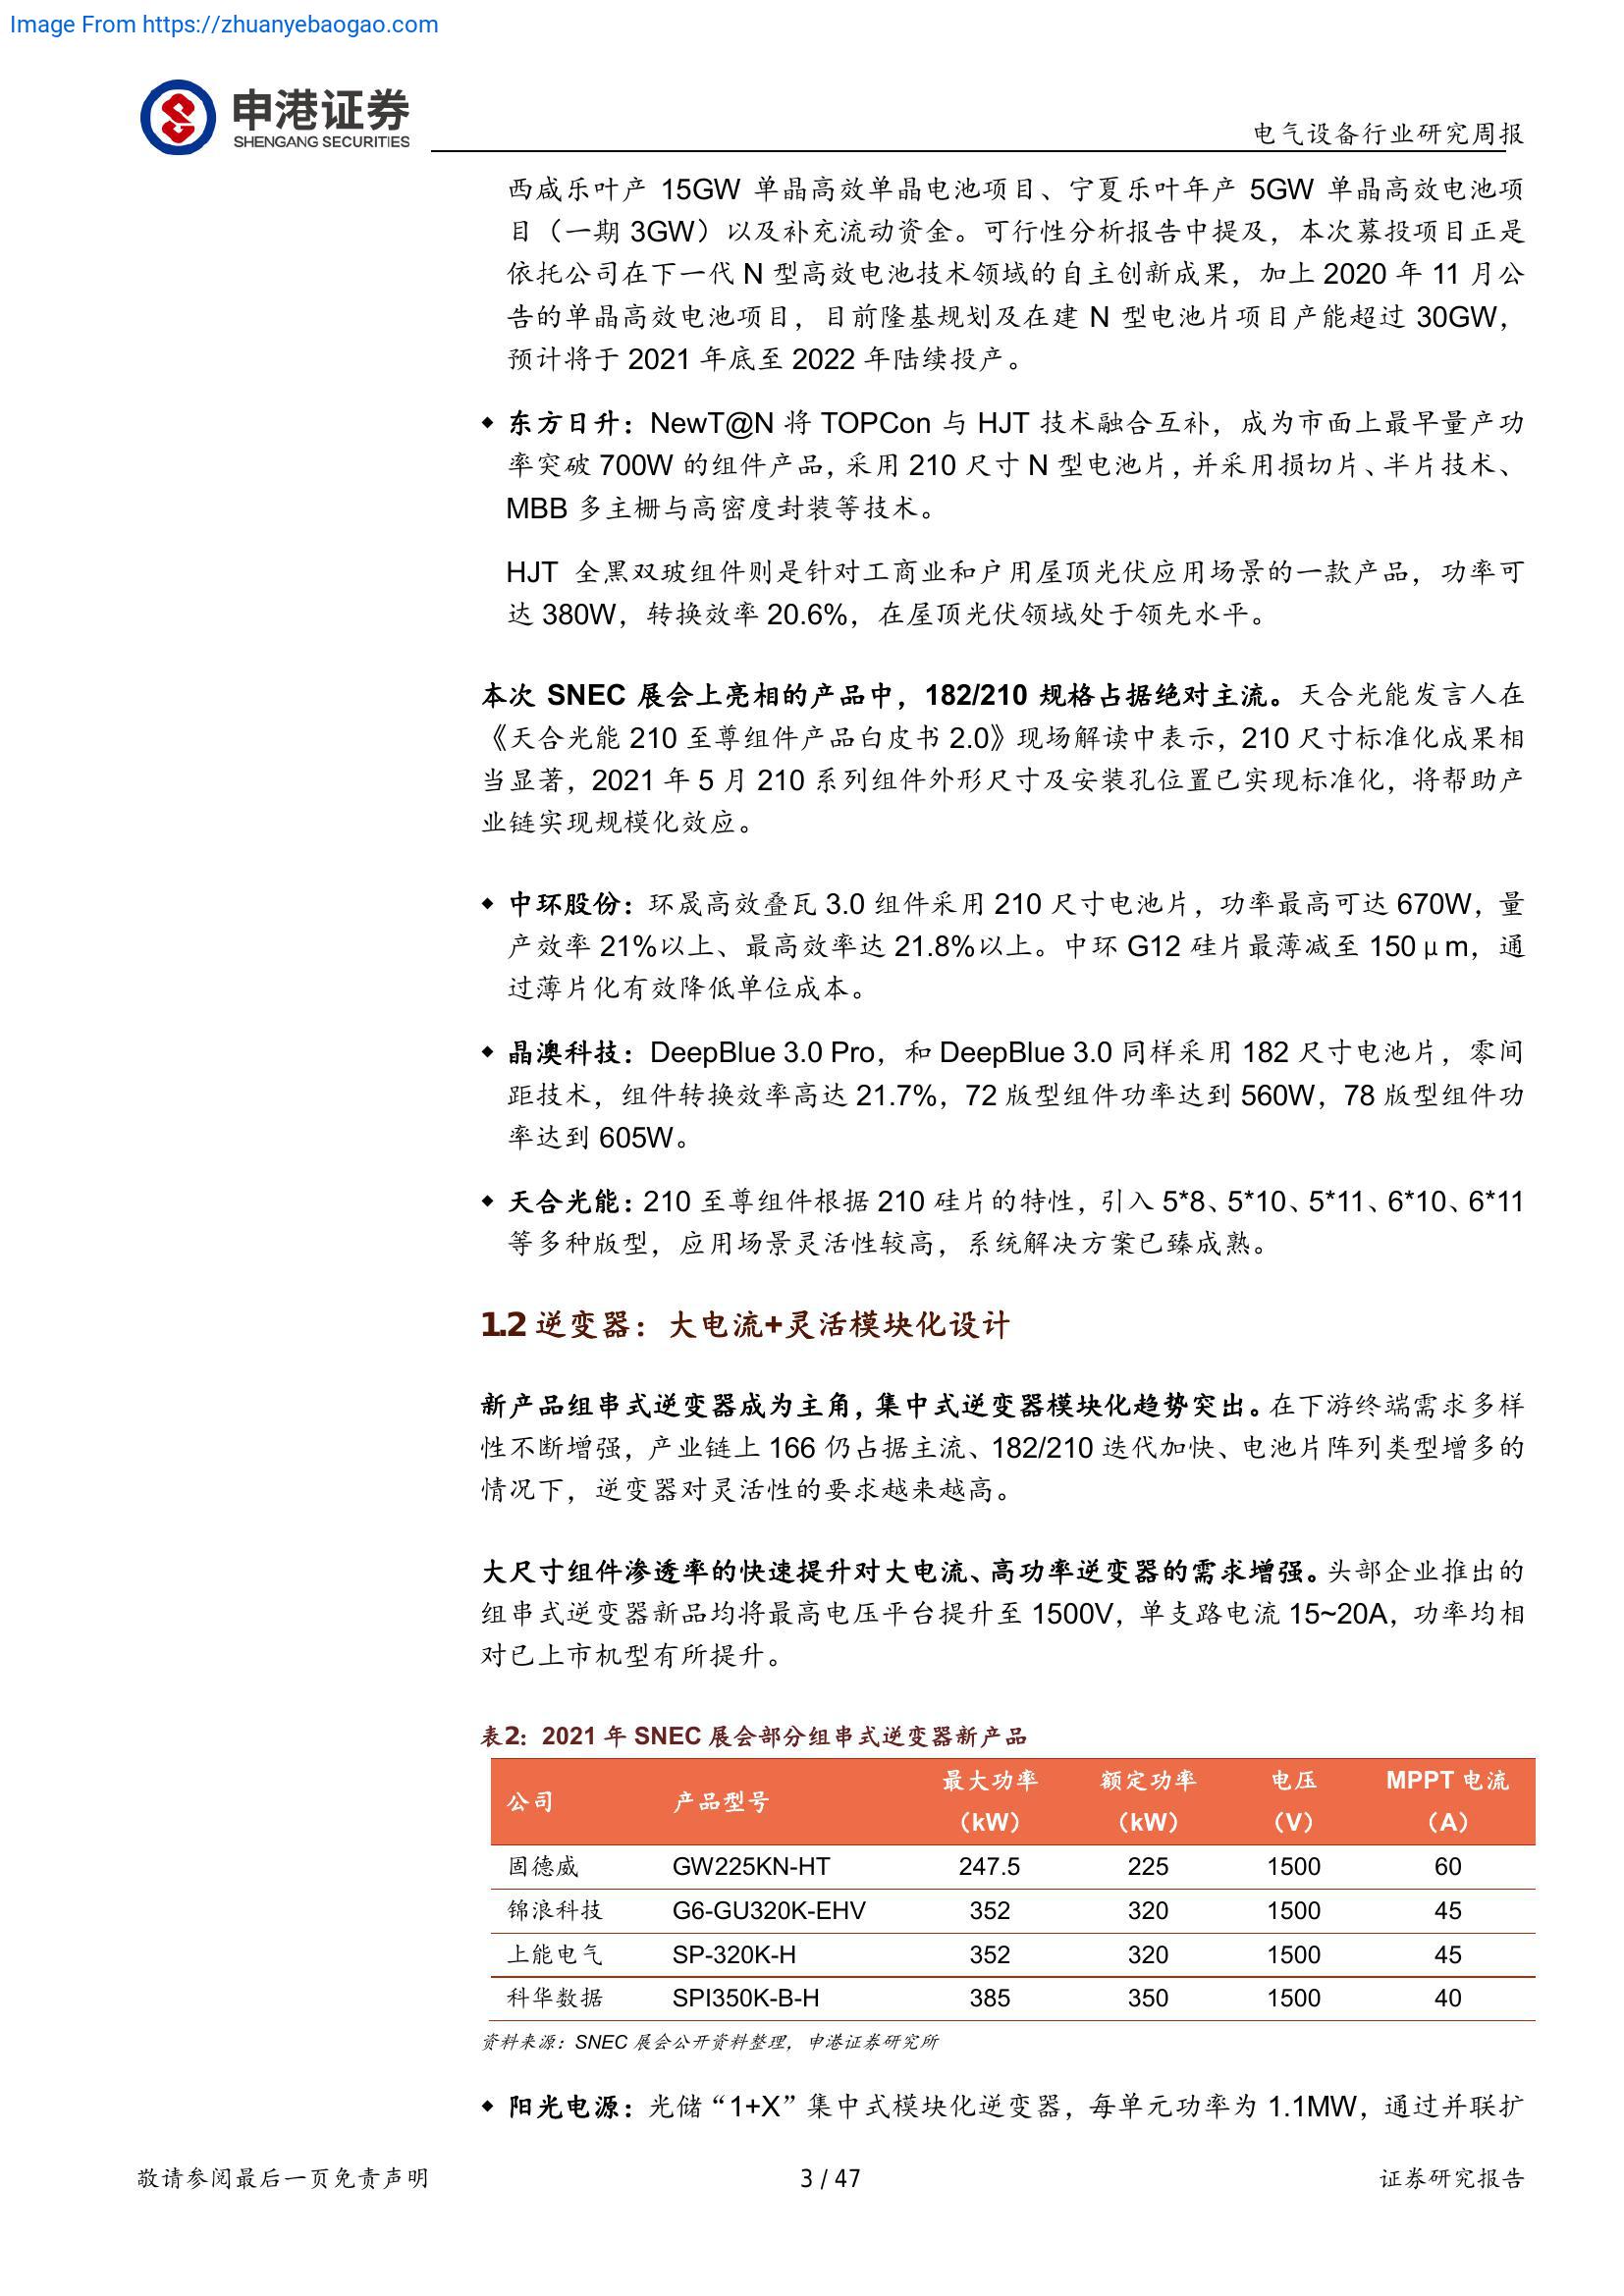 Image From https://zhuanyebaogao.com
申港证券
SHENGANG SECURITIES
电气设备行业研究周报
西咸乐叶产 15GW 单晶高效单晶电池项目、宁夏乐叶年产 5GW 单晶高效电池项
目（一期 3GW）以及补充流动资金。可行性分析报告中提及，本次募投项目正是
依托公司在下一代 N 型高效电池技术领域的自主创新成果，加上 2020 年 11 月公
告的单晶高效电池项目，目前隆基规划及在建 N 型电池片项目产能超过 30GW，
预计将于 2021 年底至 2022 年陆续投产。
◆ 东方日升：NewT@N 将 TOPCon 与 HJT 技术融合互补，成为市面上最早量产功
率突破 700W 的组件产品，采用 210 尺寸 N 型电池片，并采用损切片、半片技术、
MBB 多主栅与高密度封装等技术。
HJT 全黑双玻组件则是针对工商业和户用屋顶光伏应用场景的一款产品，功率可
达 380W，转换效率 20.6%，在屋顶光伏领域处于领先水平。
本次 SNEC 展会上亮相的产品中，182/210 规格占据绝对主流。天合光能发言人在
《天合光能 210 至尊组件产品白皮书 2.0》现场解读中表示，210 尺寸标准化成果相
当显著，2021 年 5 月 210 系列组件外形尺寸及安装孔位置已实现标准化，将帮助产
业链实现规模化效应。
◆ 中环股份：环晟高效叠瓦 3.0 组件采用 210 尺寸电池片，功率最高可达 670W，量
产效率 21%以上、最高效率达 21.8%以上。中环 G12 硅片最薄减至 150μm，通
过薄片化有效降低单位成本。
◆ 晶澳科技：DeepBlue 3.0 Pro，和 DeepBlue 3.0 同样采用 182 尺寸电池片，零间
距技术，组件转换效率高达 21.7%，72 版型组件功率达到 560W，78 版型组件功
率达到 605W。
◆ 天合光能：210 至尊组件根据 210 硅片的特性，引入 5*8、5*10、5*11、6*10、6*11
等多种版型，应用场景灵活性较高，系统解决方案已臻成熟。
1.2 逆变器：大电流+灵活模块化设计
新产品组串式逆变器成为主角，集中式逆变器模块化趋势突出。在下游终端需求多样
性不断增强，产业链上 166 仍占据主流、182/210 迭代加快、电池片阵列类型增多的
情况下，逆变器对灵活性的要求越来越高。
大尺寸组件渗透率的快速提升对大电流、高功率逆变器的需求增强。头部企业推出的
组串式逆变器新品均将最高电压平台提升至 1500V，单支路电流 15~20A，功率均相
对已上市机型有所提升。
表2：2021 年 SNEC 展会部分组串式逆变器新产品
公司 产品型号 最大功率（kW） 额定功率（kW） 电压（V） MPPT 电流（A）
固德威 GW225KN-HT 247.5 225 1500 60
锦浪科技 G6-GU320K-EHV 352 320 1500 45
上能电气 SP-320K-H 352 320 1500 45
科华数据 SPI350K-B-H 385 350 1500 40
资料来源：SNEC 展会公开资料整理，申港证券研究所
◆ 阳光电源：光储“1+X”集中式模块化逆变器，每单元功率为 1.1MW，通过并联扩
敬请参阅最后一页免责声明
3 / 47
证券研究报告